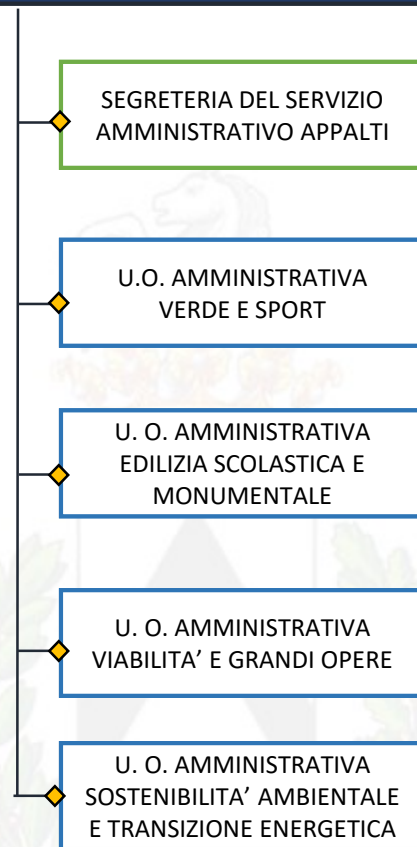 SEGRETERIA DEL SERVIZIO
AMMINISTRATIVO APPALTI
U.O. AMMINISTRATIVA
VERDE E SPORT
U. O. AMMINISTRATIVA
EDILIZIA SCOLASTICA E
MONUMENTALE
U. O. AMMINISTRATIVA
VIABILITA’ E GRANDI OPERE
U. O. AMMINISTRATIVA
SOSTENIBILITA’ AMBIENTALE
E TRANSIZIONE ENERGETICA